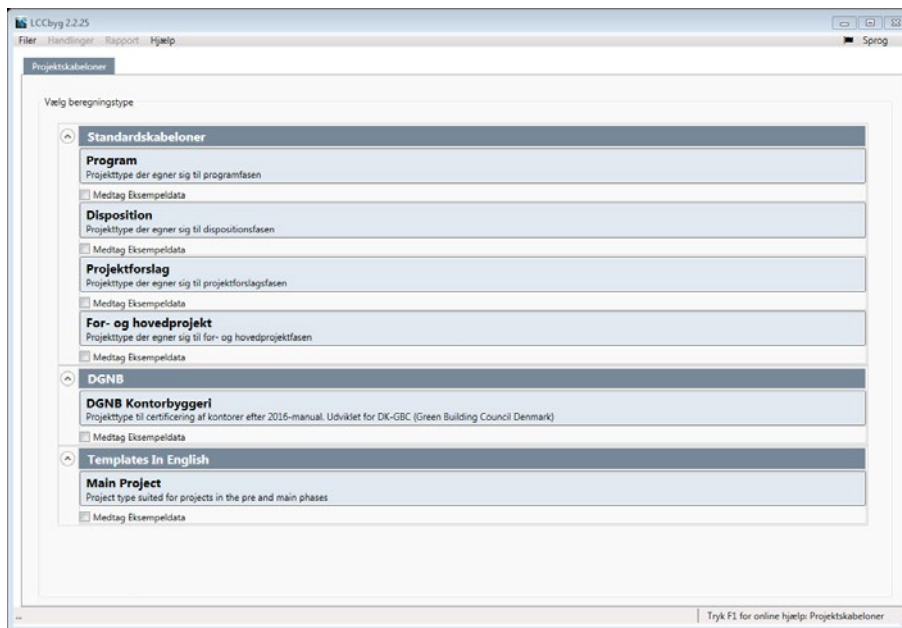 LCCbyg 2.2.25
Filer Handlinger Rapport Hjælp Sprog
Projektskabeloner
Vælg beregningstype
Standardskabeloner
Program
Projekttype der egner sig til programfasen
Medtag Eksempeldata
Disposition
Projekttype der egner sig til dispositionsfasen
Medtag Eksempeldata
Projektforslag
Projekttype der egner sig til projektforslagsfasen
Medtag Eksempeldata
For- og hovedprojekt
Projekttype der egner sig til for- og hovedprojektfasen
Medtag Eksempeldata
DGNB
DGNB Kontorbyggeri
Projekttype til certificering af kontorer efter 2016-manual. Udviklet for DK-GBC (Green Building Council Denmark)
Medtag Eksempeldata
Templates In English
Main Project
Project type suited for projects in the pre and main phases
Medtag Eksempeldata
... Tryk F1 for online hjælp: Projektskabeloner